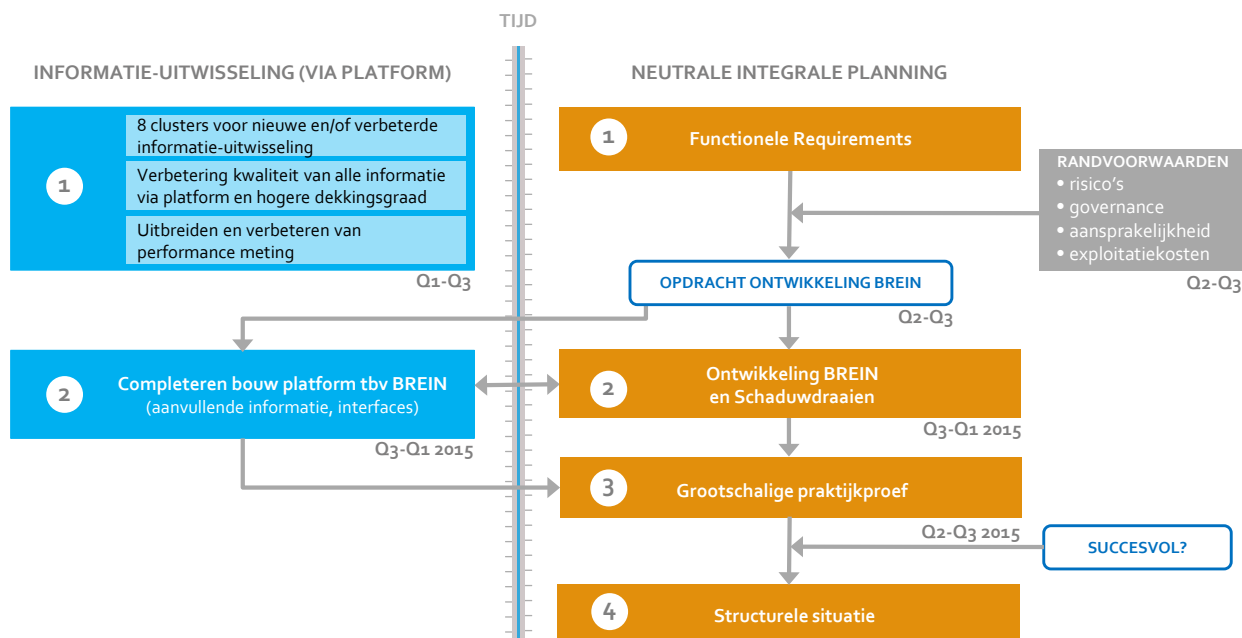 TIJD
INFORMATIE-UITWISSELING (VIA PLATFORM)
1
8 clusters voor nieuwe en/of verbeterde
informatie-uitwisseling
Verbetering kwaliteit van alle informatie
via platform en hogere dekkingsgraad
Uitbreiden en verbeteren van
performance meting
Q1-Q3
2
Completeren bouw platform tbv BREIN
(aanvullende informatie, interfaces)
Q3-Q1 2015
NEUTRALE INTEGRALE PLANNING
1
Functionele Requirements
RANDVOORWAARDEN
• risico's
• governance
• aansprakelijkheid
• exploitatiekosten
Q2-Q3
OPDRACHT ONTWIKKELING BREIN
Q2-Q3
2
Ontwikkeling BREIN
en Schaduwdraaien
Q3-Q1 2015
3
Grootschalige praktijkproef
Q2-Q3 2015
SUCCESVOL?
4
Structurele situatie